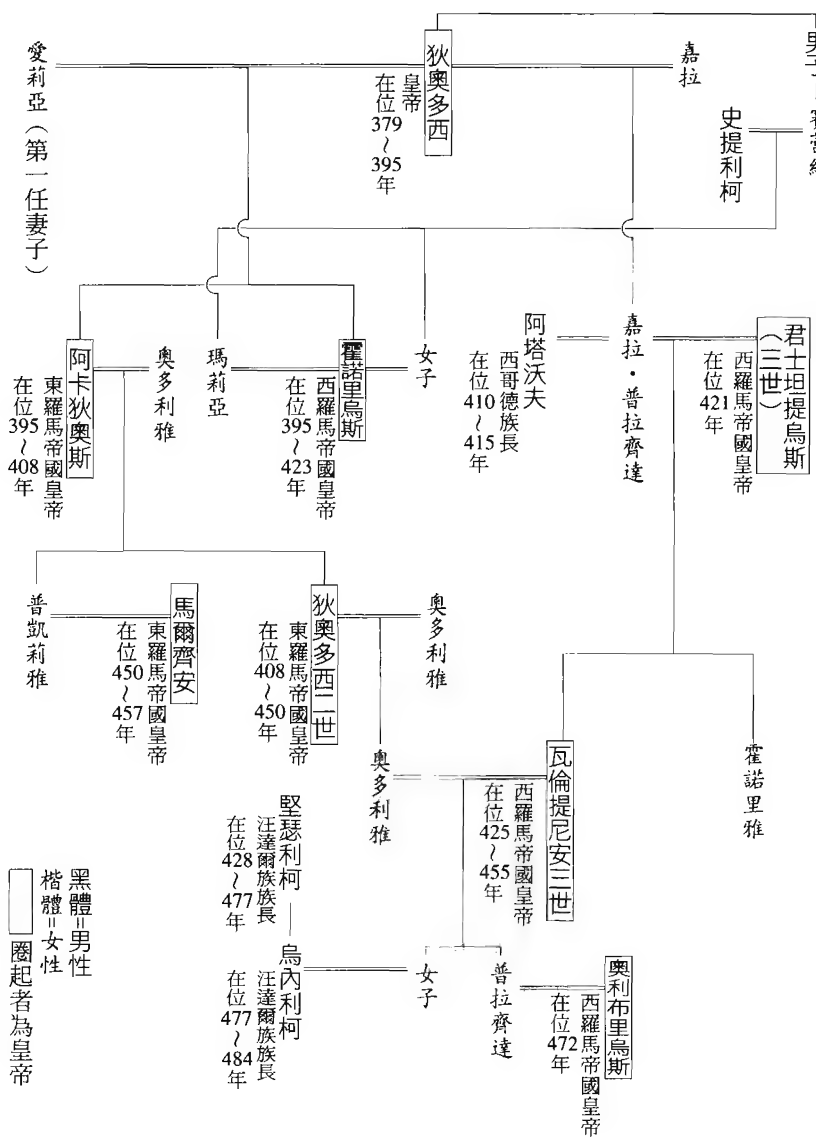 嘉拉
狄奧多西
皇帝
在位379~395年
愛莉亞（第一任妻子）
史提利柯
君士坦提烏斯（三世）
西羅馬帝國皇帝
在位421年
嘉拉・普拉齊達
阿塔沃夫
西哥德族長
在位410~415年
女子
霍諾里烏斯
西羅馬帝國皇帝
在位395~423年
瑪莉亞
奧多利雅
阿卡狄奧斯
東羅馬帝國皇帝
在位395~408年
霍諾里雅
瓦倫提尼安三世
西羅馬帝國皇帝
在位425~455年
奧多利雅
奧多利雅
狄奧多西二世
東羅馬帝國皇帝
在位408~450年
馬爾齊安
東羅馬帝國皇帝
在位450~457年
普凱莉雅
奧利布里烏斯
西羅馬帝國皇帝
在位472年
普拉齊達
女子
堅瑟利柯
汪達爾族族長
在位428~477年
烏內利柯
汪達爾族族長
在位477~484年
黑體=男性
楷體=女性
圈起者為皇帝